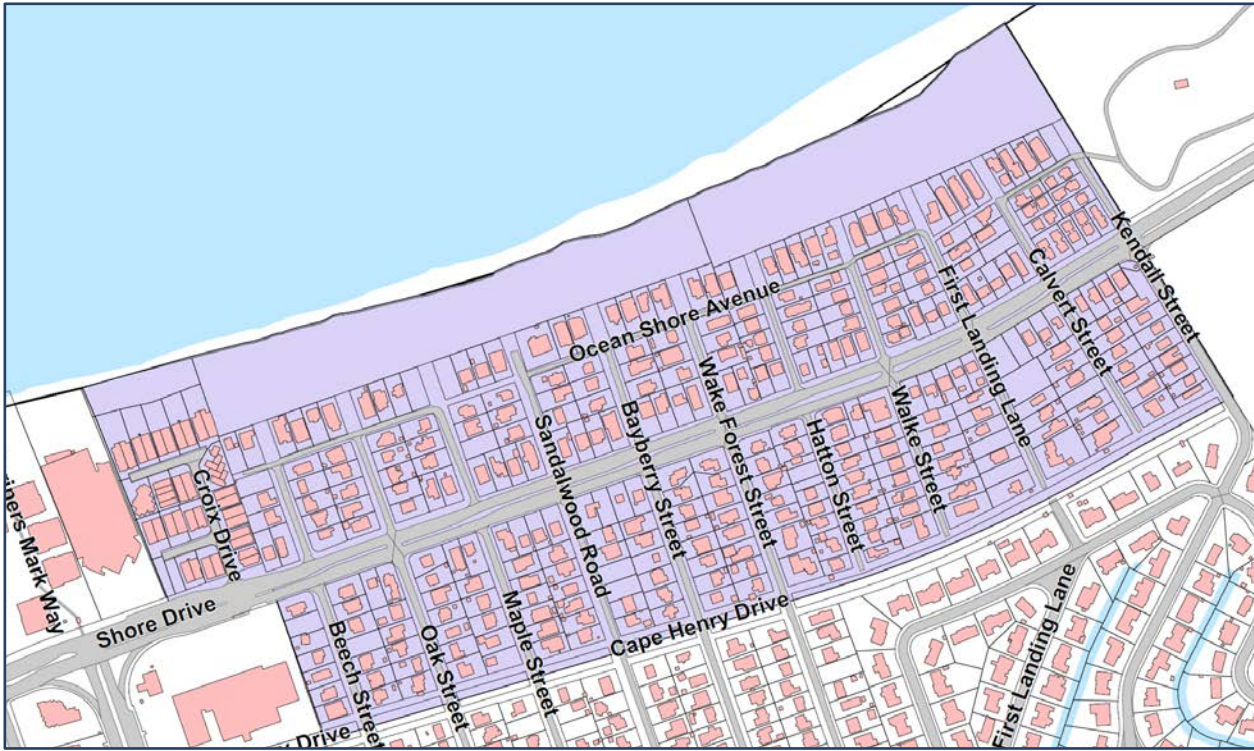 Ocean Shore Avenue
Kendall Street
Calvert Street
First Landing Lane
Walke Street
Hatton Street
Wake Forest Street
Bayberry Street
Sandalwood Road
Croix Drive
Mark Way
Shore Drive
Maple Street
Oak Street
Beech Street
Cape Henry Drive
First Landing Lane
Drive